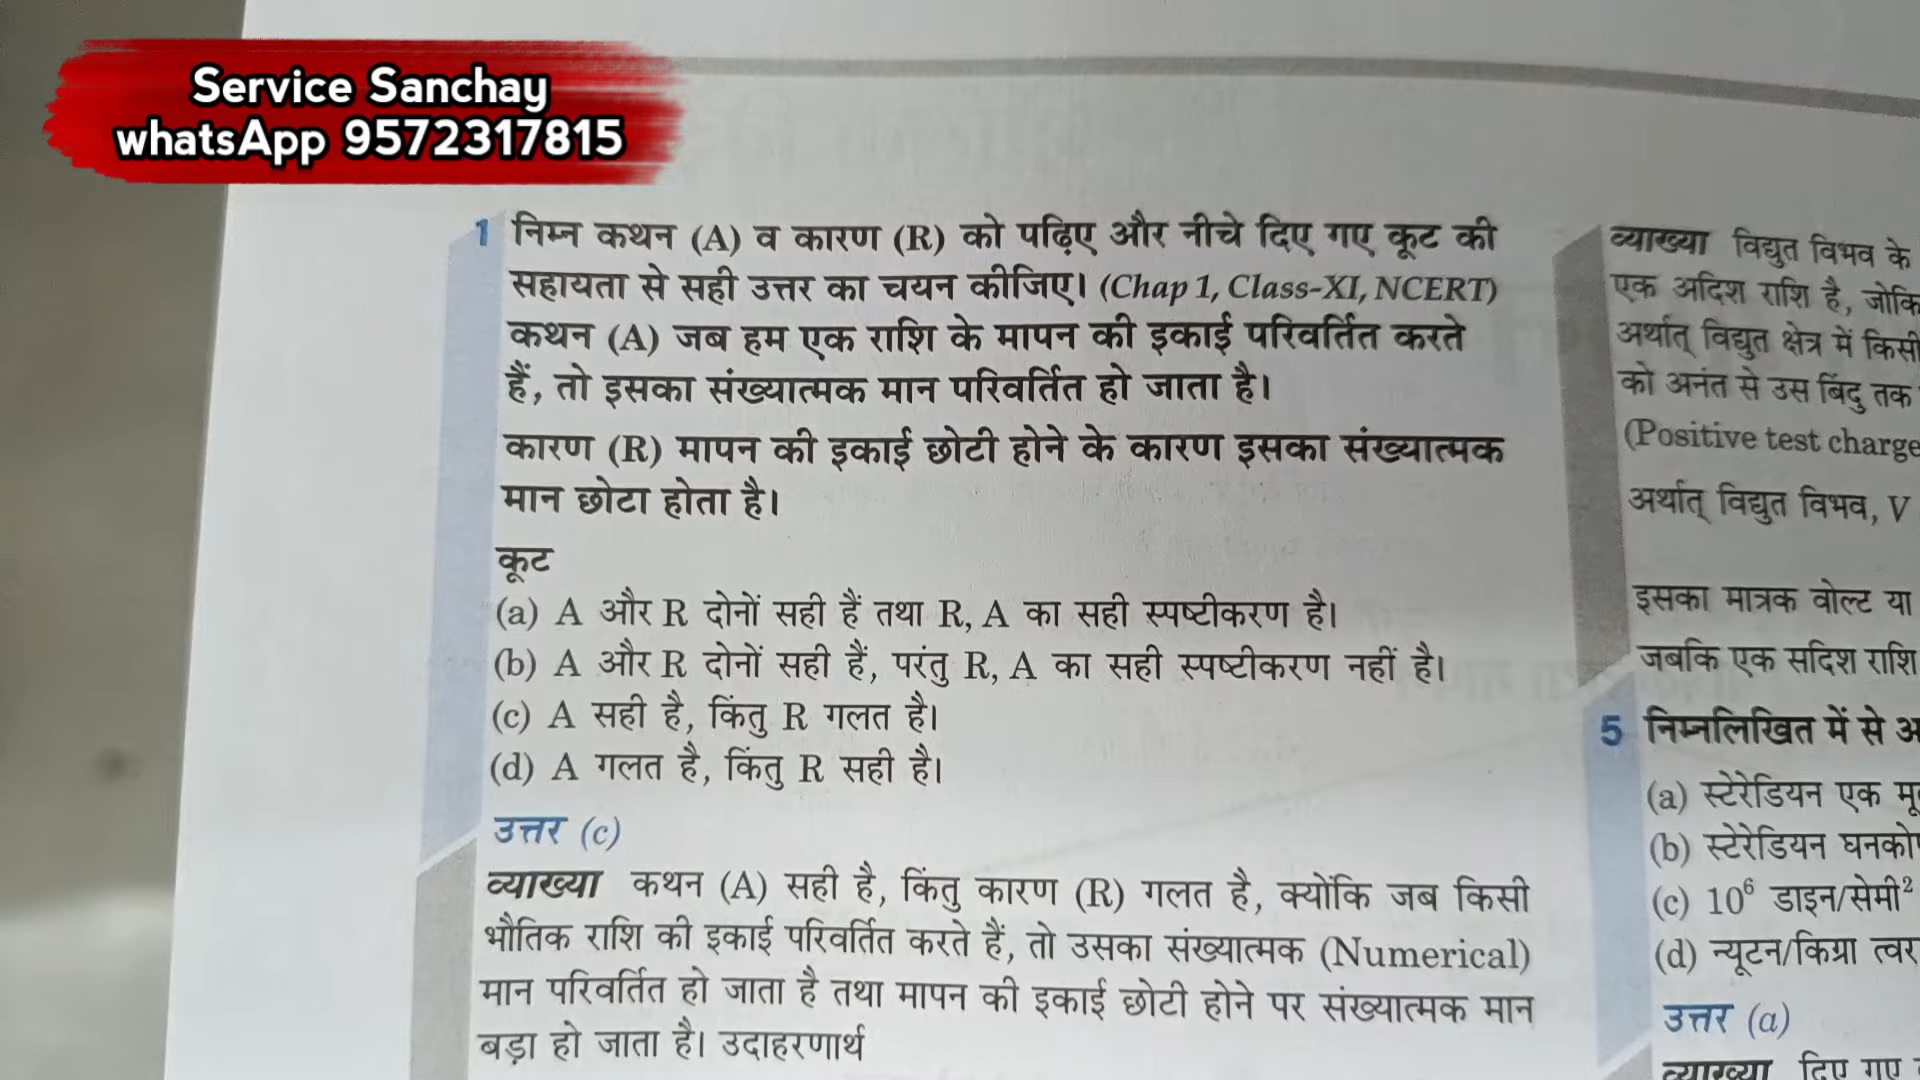 Service Sanchay
whatsApp 9572317815
1 निम्न कथन (A) व कारण (R) को पढ़िए और नीचे दिए गए कूट की
सहायता से सही उत्तर का चयन कीजिए। (Chap 1, Class-XI, NCERT)
कथन (A) जब हम एक राशि के मापन की इकाई परिवर्तित करते
हैं, तो इसका संख्यात्मक मान परिवर्तित हो जाता है।
कारण (R) मापन की इकाई छोटी होने के कारण इसका संख्यात्मक
मान छोटा होता है।
कूट
(a) A और R दोनों सही हैं तथा R, A का सही स्पष्टीकरण है।
(b) A और R दोनों सही हैं, परंतु R, A का सही स्पष्टीकरण नहीं है।
(c) A सही है, किंतु R गलत है।
(d) A गलत है, किंतु R सही है।
उत्तर (c)
व्याख्या कथन (A) सही है, किंतु कारण (R) गलत है, क्योंकि जब किसी
भौतिक राशि की इकाई परिवर्तित करते हैं, तो उसका संख्यात्मक (Numerical)
मान परिवर्तित हो जाता है तथा मापन की इकाई छोटी होने पर संख्यात्मक मान
बड़ा हो जाता है। उदाहरणार्थ
व्याख्या विद्युत विभव के
एक अदिश राशि है, जोकि
अर्थात् विद्युत क्षेत्र में किसी
को अनंत से उस बिंदु तक
(Positive test charge
अर्थात् विद्युत विभव, V
इसका मात्रक वोल्ट या
जबकि एक सदिश राशि
5 निम्नलिखित में से
(a) स्टेरेडियन एक
(b) स्टेरेडियन
(c) 10⁶ डाइन/सेमी²
(d) न्यूटन/किग्रा
उत्तर (a)
व्याख्या दिए गए